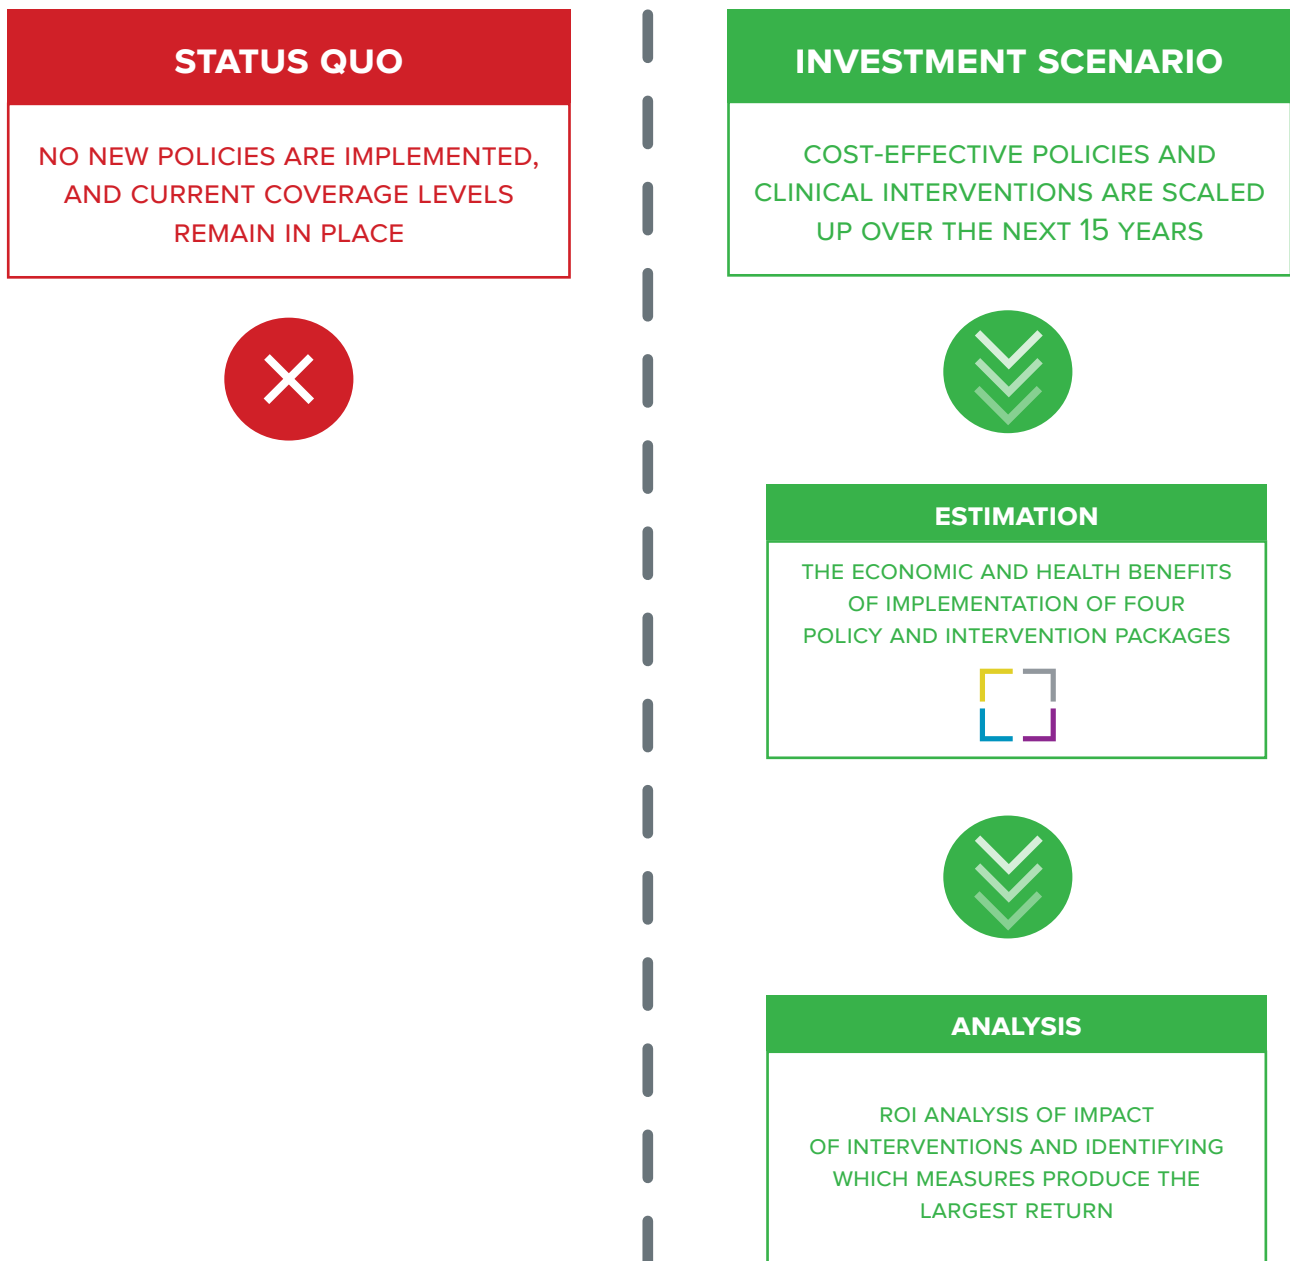 STATUS QUO
NO NEW POLICIES ARE IMPLEMENTED,
AND CURRENT COVERAGE LEVELS
REMAIN IN PLACE
INVESTMENT SCENARIO
COST-EFFECTIVE POLICIES AND
CLINICAL INTERVENTIONS ARE SCALED
UP OVER THE NEXT 15 YEARS
ESTIMATION
THE ECONOMIC AND HEALTH BENEFITS
OF IMPLEMENTATION OF FOUR
POLICY AND INTERVENTION PACKAGES
ANALYSIS
ROI ANALYSIS OF IMPACT
OF INTERVENTIONS AND IDENTIFYING
WHICH MEASURES PRODUCE THE
LARGEST RETURN